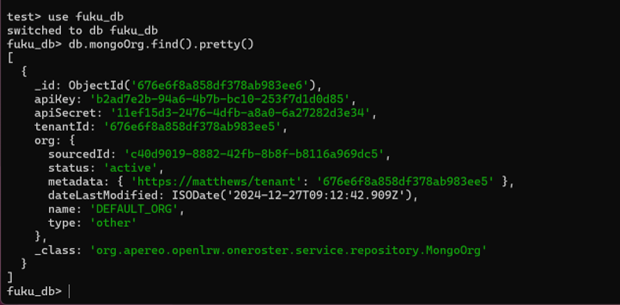 test> use fuku_db
switched to db fuku_db
fuku_db> db.mongoOrg.find().pretty()
[
  {
    _id: ObjectId('676e6f8a858df378ab983ee6'),
    apiKey: 'b2ad7e2b-94a6-4b7b-bc10-253f7d1d0d85',
    apiSecret: '11ef15d3-2476-4dfb-a8a0-6a27282d3e34',
    tenantId: '676e6f8a858df378ab983ee5',
    org: {
      sourcedId: 'c40d9019-8882-42fb-8b8f-b8116a969dc5',
      status: 'active',
      metadata: { 'https://matthews/tenant': '676e6f8a858df378ab983ee5' },
      dateLastModified: ISODate('2024-12-27T09:12:42.909Z'),
      name: 'DEFAULT_ORG',
      type: 'other'
    },
    _class: 'org.apereo.openlrw.oneroster.service.repository.MongoOrg'
  }
]
fuku_db>